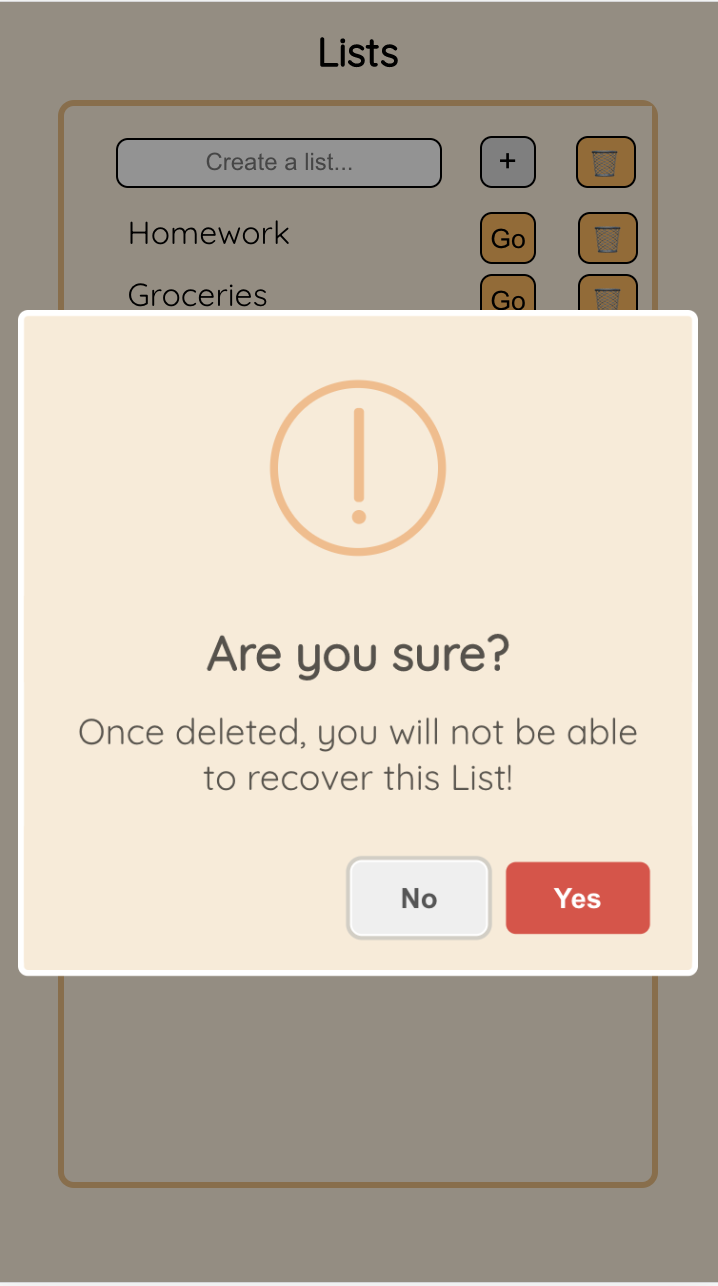 Lists
Create a list... +
Homework Go
Groceries Go
!
Are you sure?
Once deleted, you will not be able
to recover this List!
No Yes